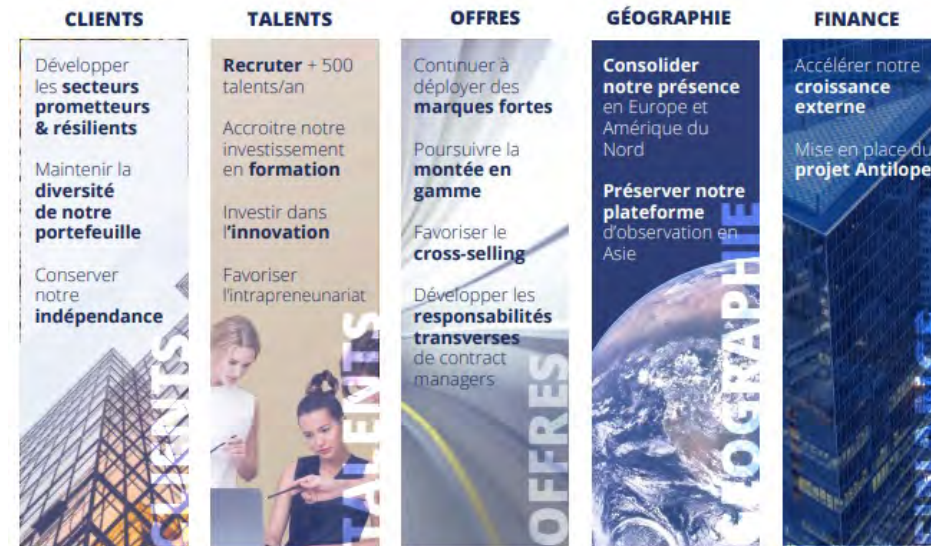 CLIENTS
Développer
les secteurs
prometteurs
& résilients
Maintenir la
diversité
de notre
portefeuille
Conserver
notre
indépendance
CLIENTS
TALENTS
Recruter + 500
talents/an
Accroitre notre
investissement
en formation
Investir dans
l'innovation
Favoriser
l'intrapreneunariat
TALENTS
OFFRES
Continuer à
déployer des
marques fortes
Poursuivre la
montée en
gamme
Favoriser le
cross-selling
Développer les
responsabilités
transverses
de contract
managers
OFFRES
GÉOGRAPHIE
Consolider
notre présence
en Europe et
Amérique du
Nord
Préserver notre
plateforme
d'observation en
Asie
GÉOGRAPHIE
FINANCE
Accélérer notre
croissance
externe
Mise en place du
projet Antilope